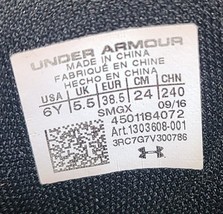 UNDER ARMOUR
MADE IN CHINA
FABRIQUÉ EN CHINE
HECHO EN CHINA
USA UK EUR CM CHN
6Y 5.5 38.5 24 240
SMGX 09/16
4501184072
Art.1303608-001
3RC7G7V300786